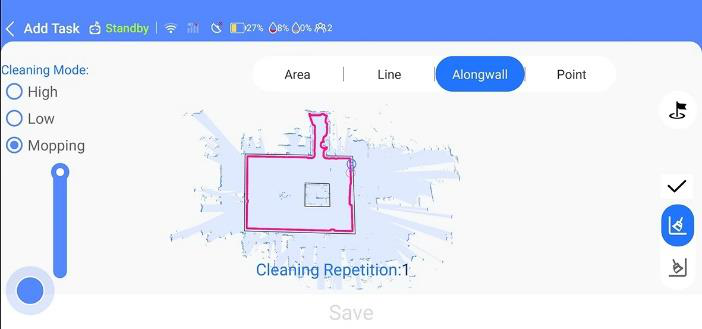 Add Task Standby 27% 8% 0% 2
Cleaning Mode:
High
Low
Mopping
Area Line Alongwall Point
Cleaning Repetition:1
Save